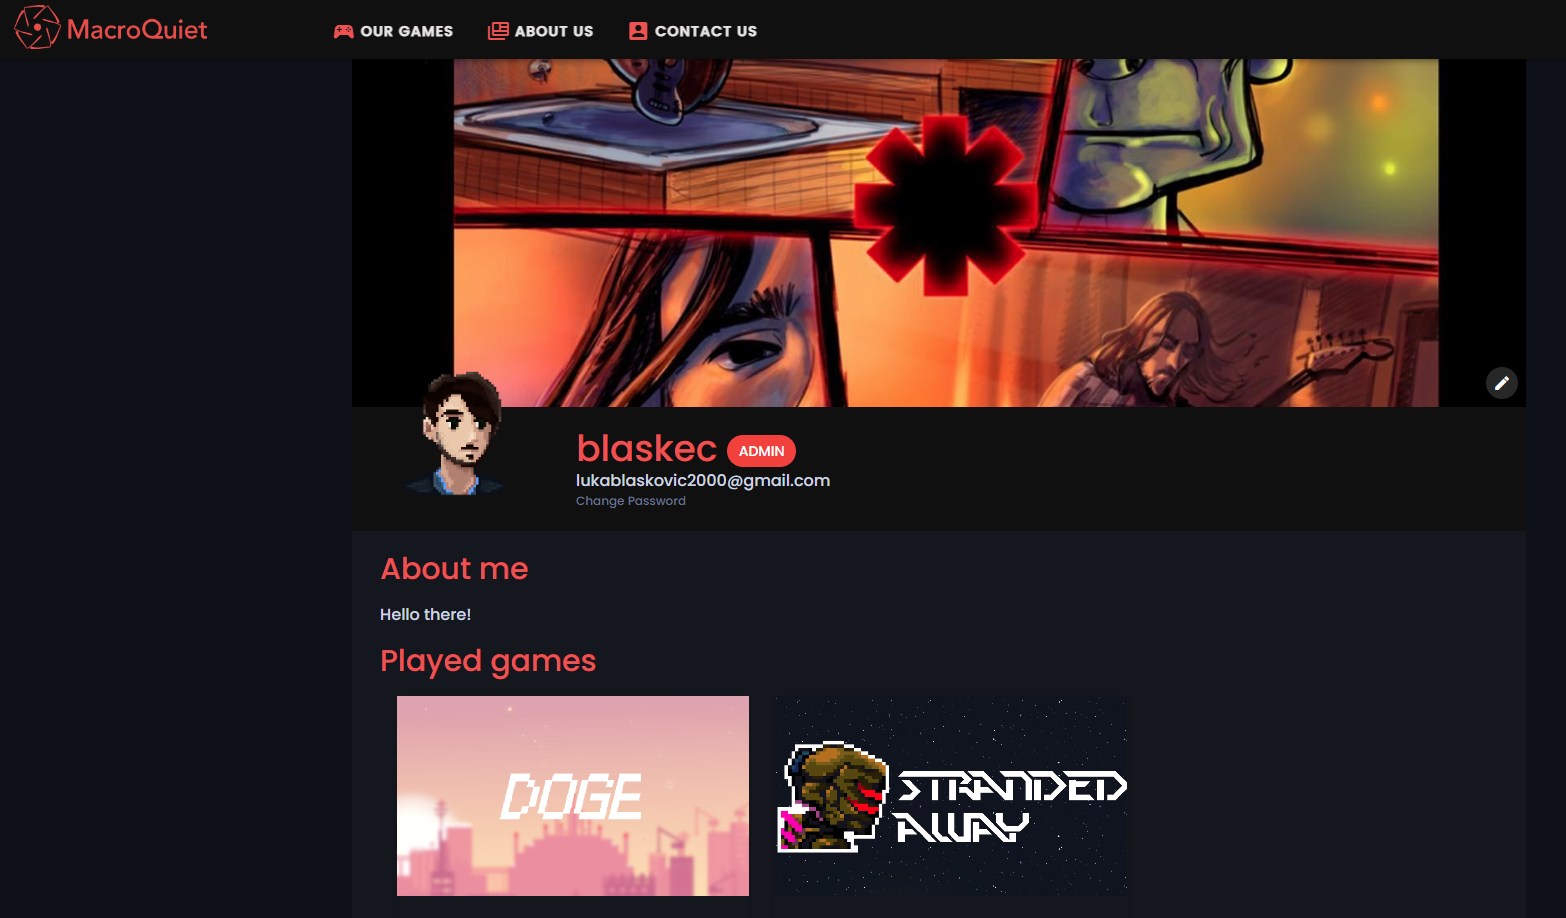 MacroQuiet
OUR GAMES
ABOUT US
CONTACT US
blaskec
ADMIN
lukablaskovic2000@gmail.com
Change Password
About me
Hello there!
Played games
DOGE
STRANDED
AWAY